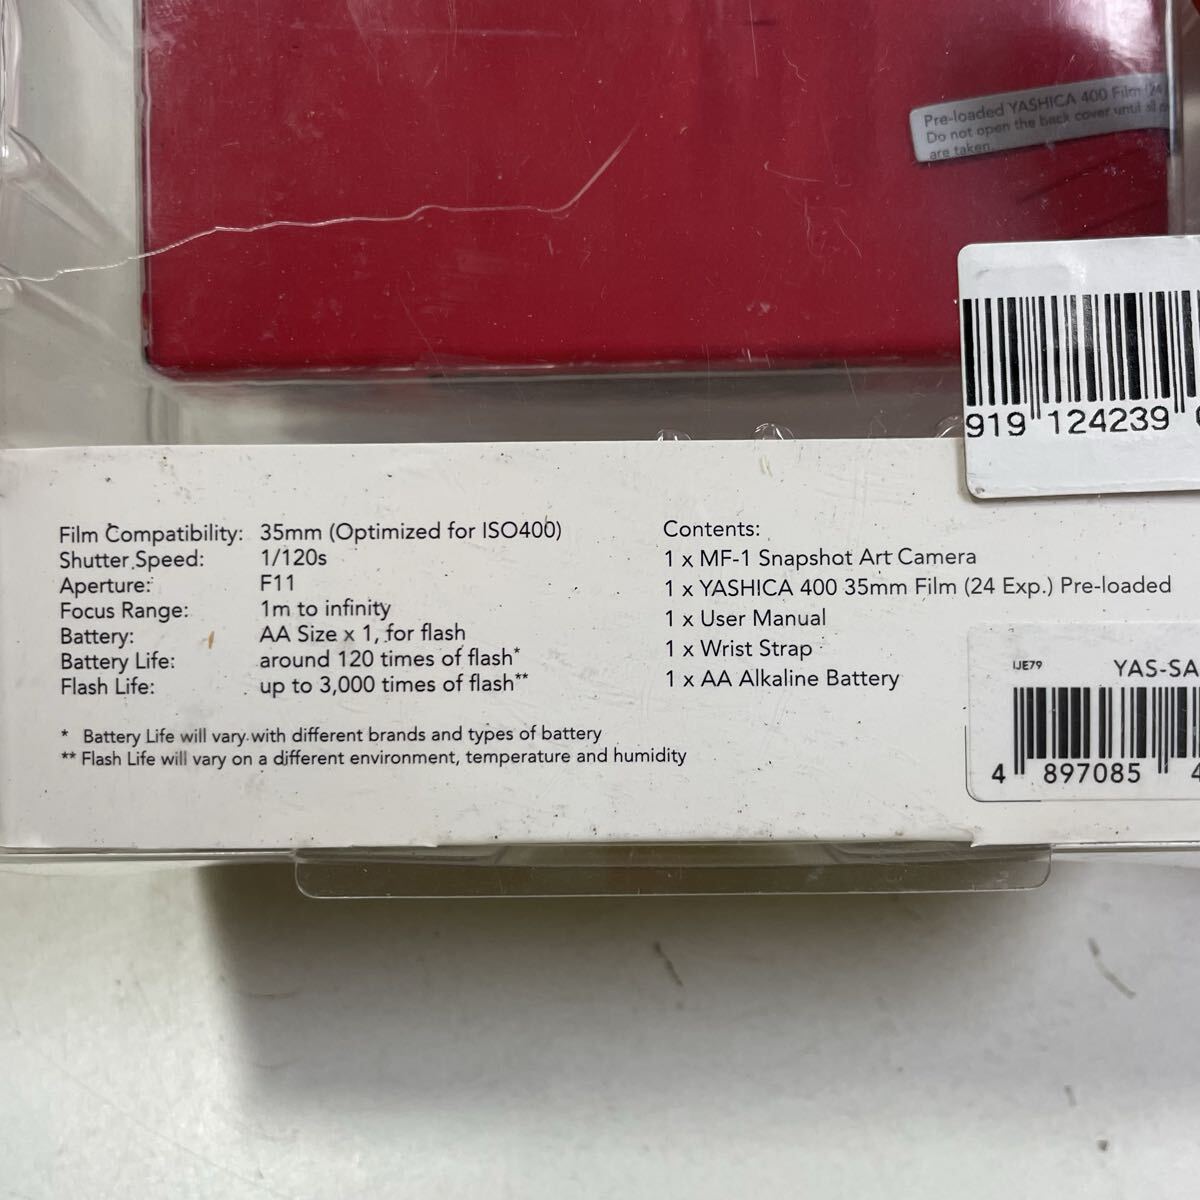 Pre-loaded YASHICA 400 Film (24
Do not open the back cover until all
are taken.
919 124239
Film Compatibility: 35mm (Optimized for ISO400)
Shutter Speed: 1/120s
Aperture: F11
Focus Range: 1m to infinity
Battery: AA Size x 1, for flash
Battery Life: around 120 times of flash*
Flash Life: up to 3,000 times of flash**
* Battery Life will vary with different brands and types of battery
** Flash Life will vary on a different environment, temperature and humidity
Contents:
1 x MF-1 Snapshot Art Camera
1 x YASHICA 400 35mm Film (24 Exp.) Pre-loaded
1 x User Manual
1 x Wrist Strap
1 x AA Alkaline Battery
IJE79 YAS-SA
4 897085 4